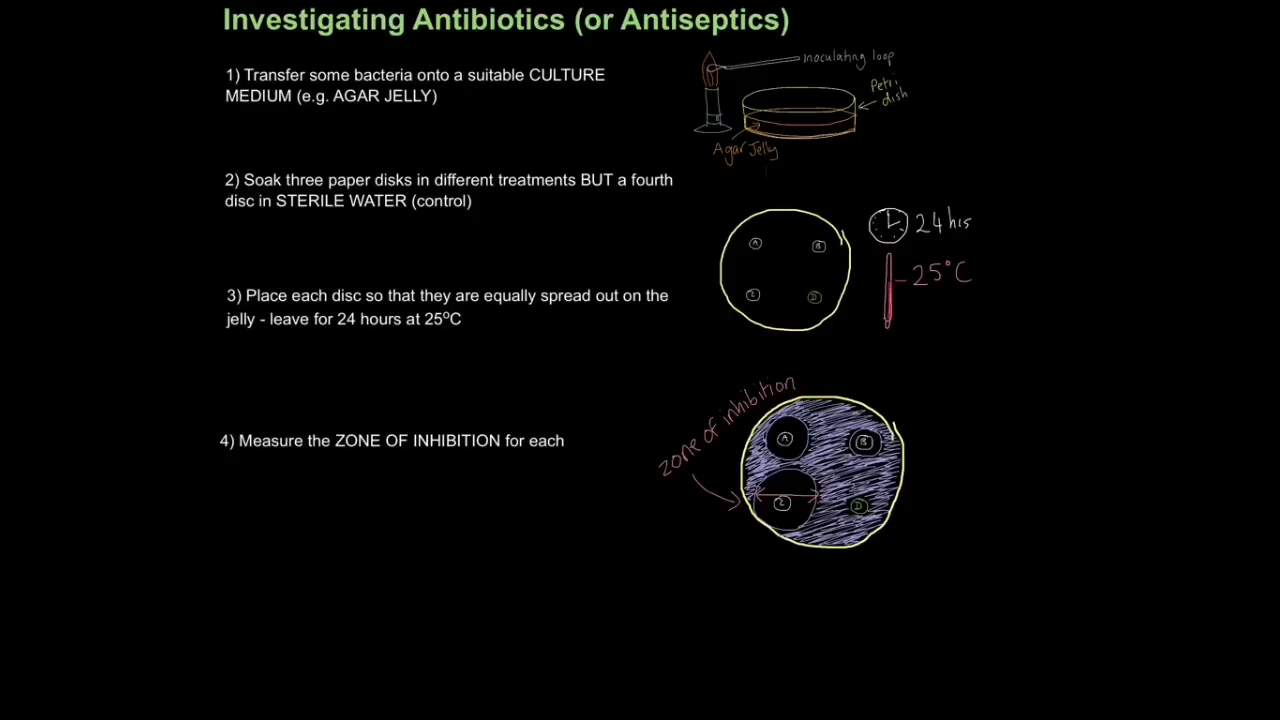 Investigating Antibiotics (or Antiseptics)
1) Transfer some bacteria onto a suitable CULTURE
MEDIUM (e.g. AGAR JELLY)
inoculating loop
Petri
dish
Agar Jelly
2) Soak three paper disks in different treatments BUT a fourth
disc in STERILE WATER (control)
A
B
C
D
24 hrs
25°C
3) Place each disc so that they are equally spread out on the
jelly - leave for 24 hours at 25ºC
4) Measure the ZONE OF INHIBITION for each
zone of inhibition
A
B
C
D